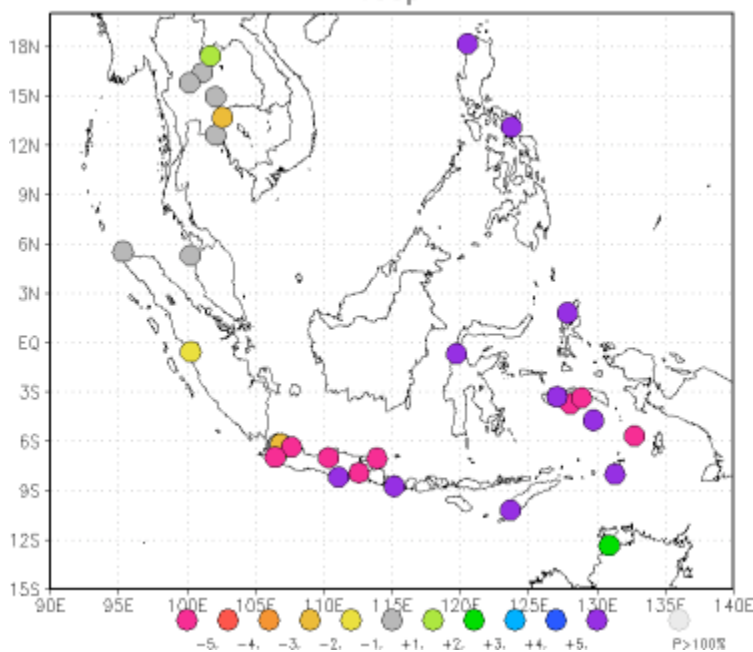 18N
15N
12N
9N
6N
3N
EQ
3S
6S
9S
12S
15S
90E 95E 100E 105E 110E 115E 120E 125E 130E 135E 140E
-5. -4. -3. -2. -1. +1. +2. +3. +4. +5. P>100%